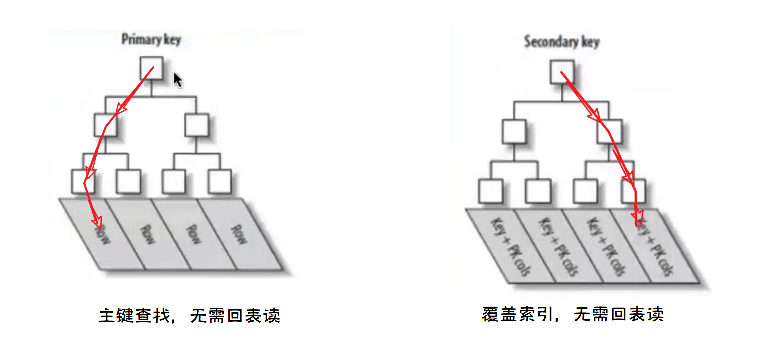 Primary key
Row
Row
Row
Row
主键查找，无需回表读
Secondary key
Key + PK cols
Key + PK cols
Key + PK cols
Key + PK cols
覆盖索引，无需回表读